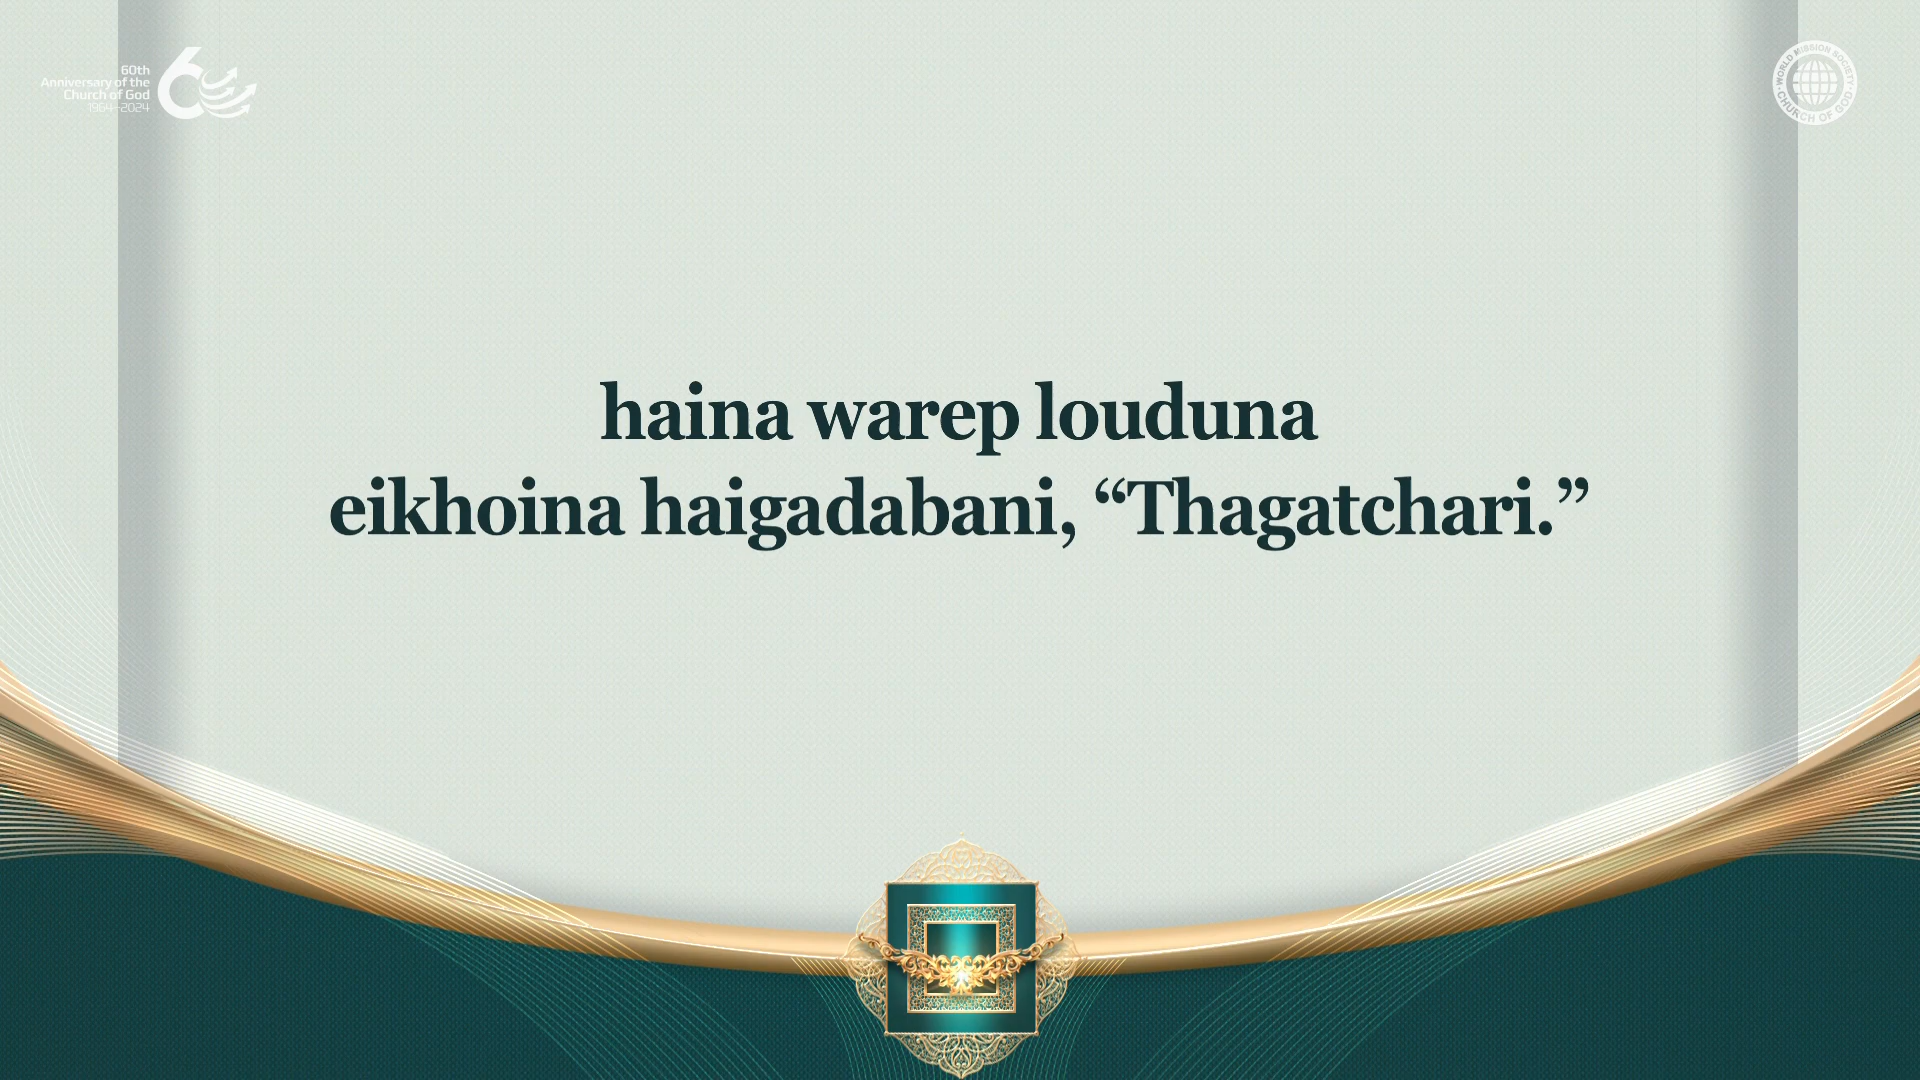 60th
Anniversary of the
Church of God
1964–2024
WORLD MISSION SOCIETY
CHURCH OF GOD
haina warep louduna
eikhoina haigadabani, “Thagatchari.”